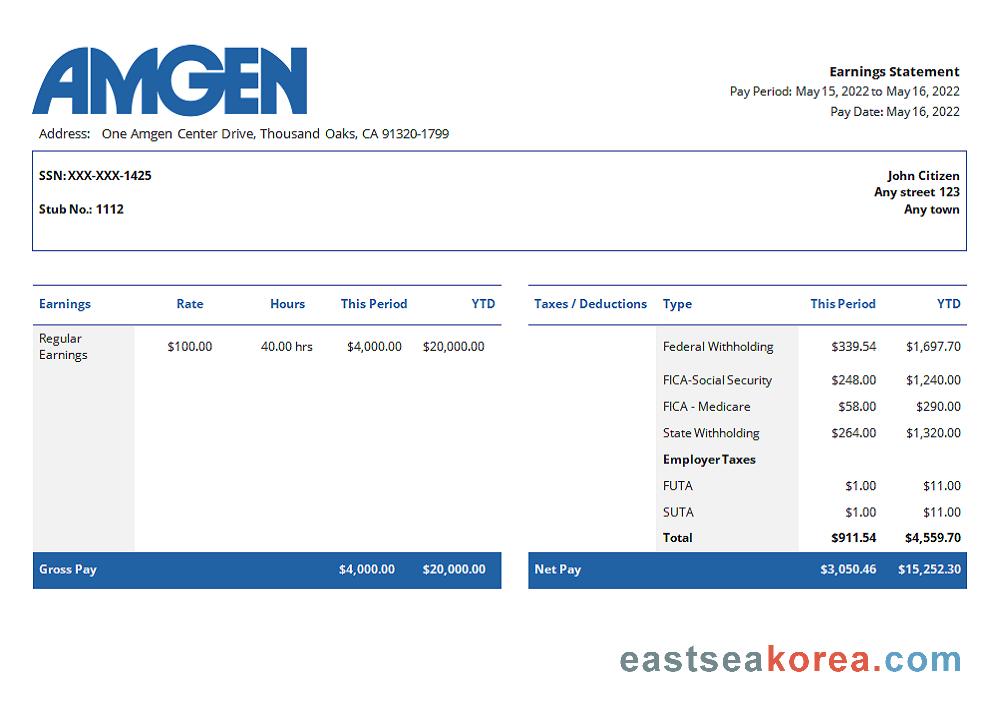 AMGEN
Address: One Amgen Center Drive, Thousand Oaks, CA 91320-1799
Earnings Statement
Pay Period: May 15, 2022 to May 16, 2022
Pay Date: May 16, 2022
SSN: XXX-XXX-1425
Stub No.: 1112
John Citizen
Any street 123
Any town
Earnings Rate Hours This Period YTD
Regular
Earnings $100.00 40.00 hrs $4,000.00 $20,000.00
Gross Pay $4,000.00 $20,000.00
Taxes / Deductions Type This Period YTD
Federal Withholding $339.54 $1,697.70
FICA-Social Security $248.00 $1,240.00
FICA - Medicare $58.00 $290.00
State Withholding $264.00 $1,320.00
Employer Taxes
FUTA $1.00 $11.00
SUTA $1.00 $11.00
Total $911.54 $4,559.70
Net Pay $3,050.46 $15,252.30
eastseakorea.com